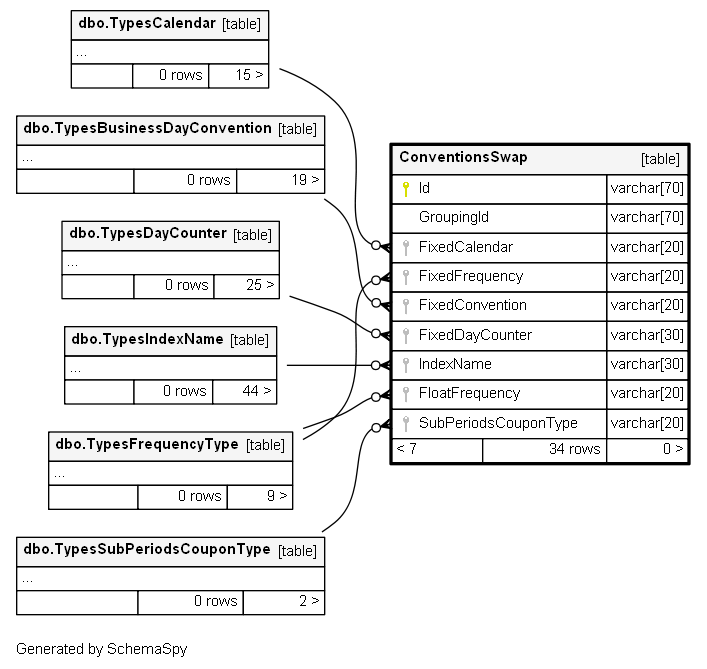 dbo.TypesCalendar [table]
...
0 rows 15 >
dbo.TypesBusinessDayConvention [table]
...
0 rows 19 >
dbo.TypesDayCounter [table]
...
0 rows 25 >
dbo.TypesIndexName [table]
...
0 rows 44 >
dbo.TypesFrequencyType [table]
...
0 rows 9 >
dbo.TypesSubPeriodsCouponType [table]
...
0 rows 2 >
ConventionsSwap [table]
Id varchar[70]
GroupingId varchar[70]
FixedCalendar varchar[20]
FixedFrequency varchar[20]
FixedConvention varchar[20]
FixedDayCounter varchar[30]
IndexName varchar[30]
FloatFrequency varchar[20]
SubPeriodsCouponType varchar[20]
< 7 34 rows 0 >
Generated by SchemaSpy